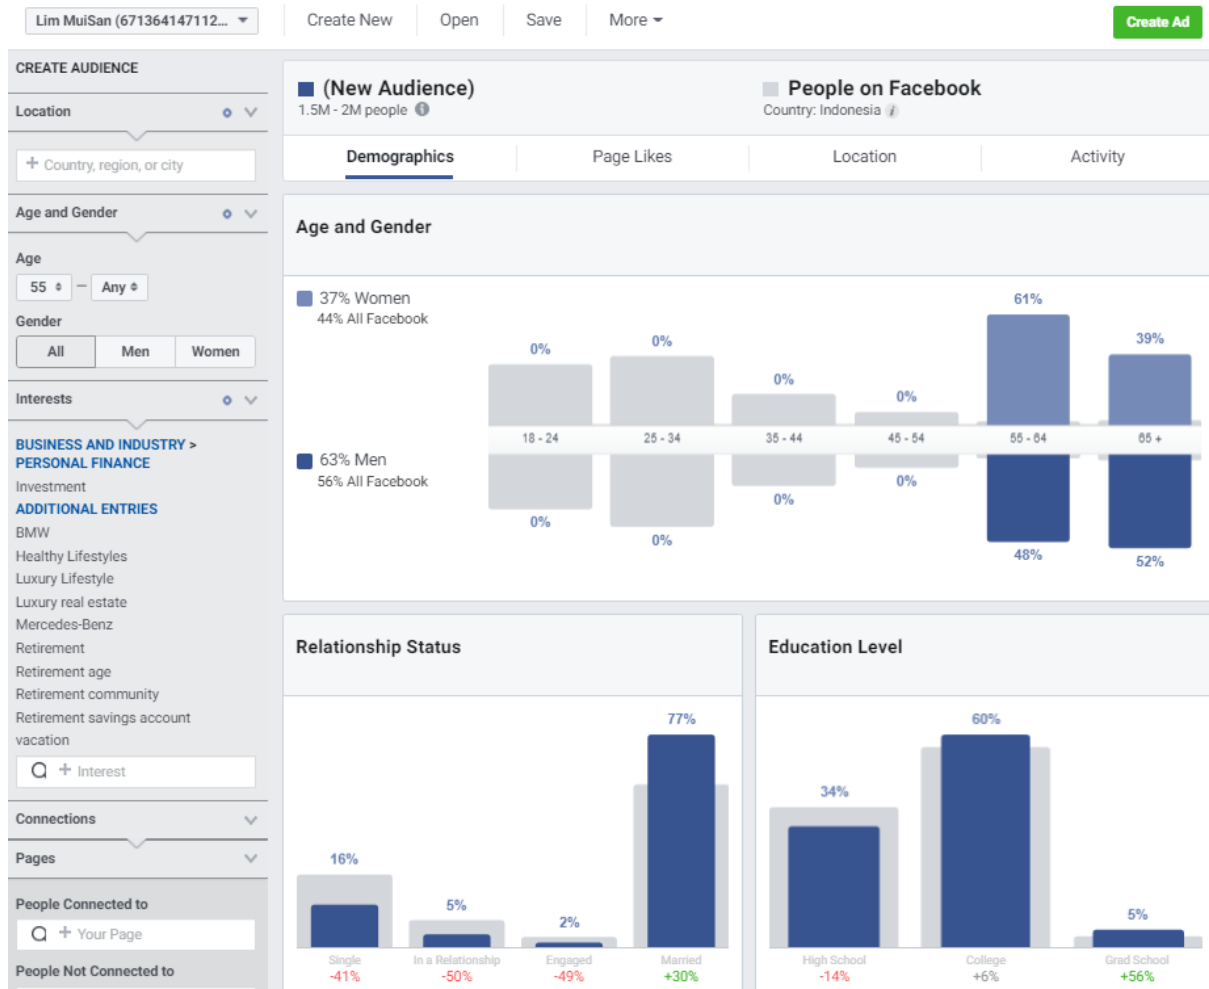 Lim MuiSan (671364147112...
Create New
Open
Save
More
Create Ad
CREATE AUDIENCE
Location
+ Country, region, or city
Age and Gender
Age
55 — Any
Gender
All
Men
Women
Interests
BUSINESS AND INDUSTRY >
PERSONAL FINANCE
Investment
ADDITIONAL ENTRIES
BMW
Healthy Lifestyles
Luxury Lifestyle
Luxury real estate
Mercedes-Benz
Retirement
Retirement age
Retirement community
Retirement savings account
vacation
+ Interest
Connections
Pages
People Connected to
+ Your Page
People Not Connected to
(New Audience)
1.5M - 2M people
People on Facebook
Country: Indonesia
Demographics
Page Likes
Location
Activity
Age and Gender
37% Women
44% All Facebook
0%
0%
0%
0%
61%
39%
18 - 24
25 - 34
35 - 44
45 - 54
55 - 64
65 +
63% Men
56% All Facebook
0%
0%
0%
0%
48%
52%
Relationship Status
16%
5%
2%
77%
Single
In a Relationship
Engaged
Married
-41%
-50%
-49%
+30%
Education Level
34%
60%
5%
High School
College
Grad School
-14%
+6%
+56%